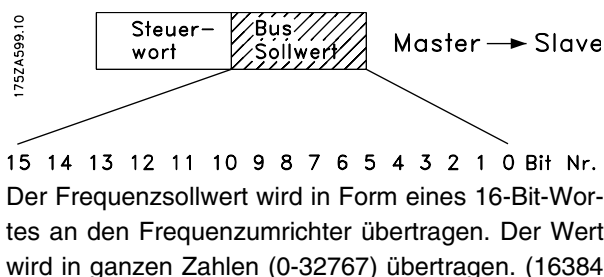 175ZA599.10
Steuer- Bus
wort Sollwert Master → Slave
15 14 13 12 11 10 9 8 7 6 5 4 3 2 1 0 Bit Nr.
Der Frequenzsollwert wird in Form eines 16-Bit-Wor-
tes an den Frequenzumrichter übertragen. Der Wert
wird in ganzen Zahlen (0-32767) übertragen. (16384